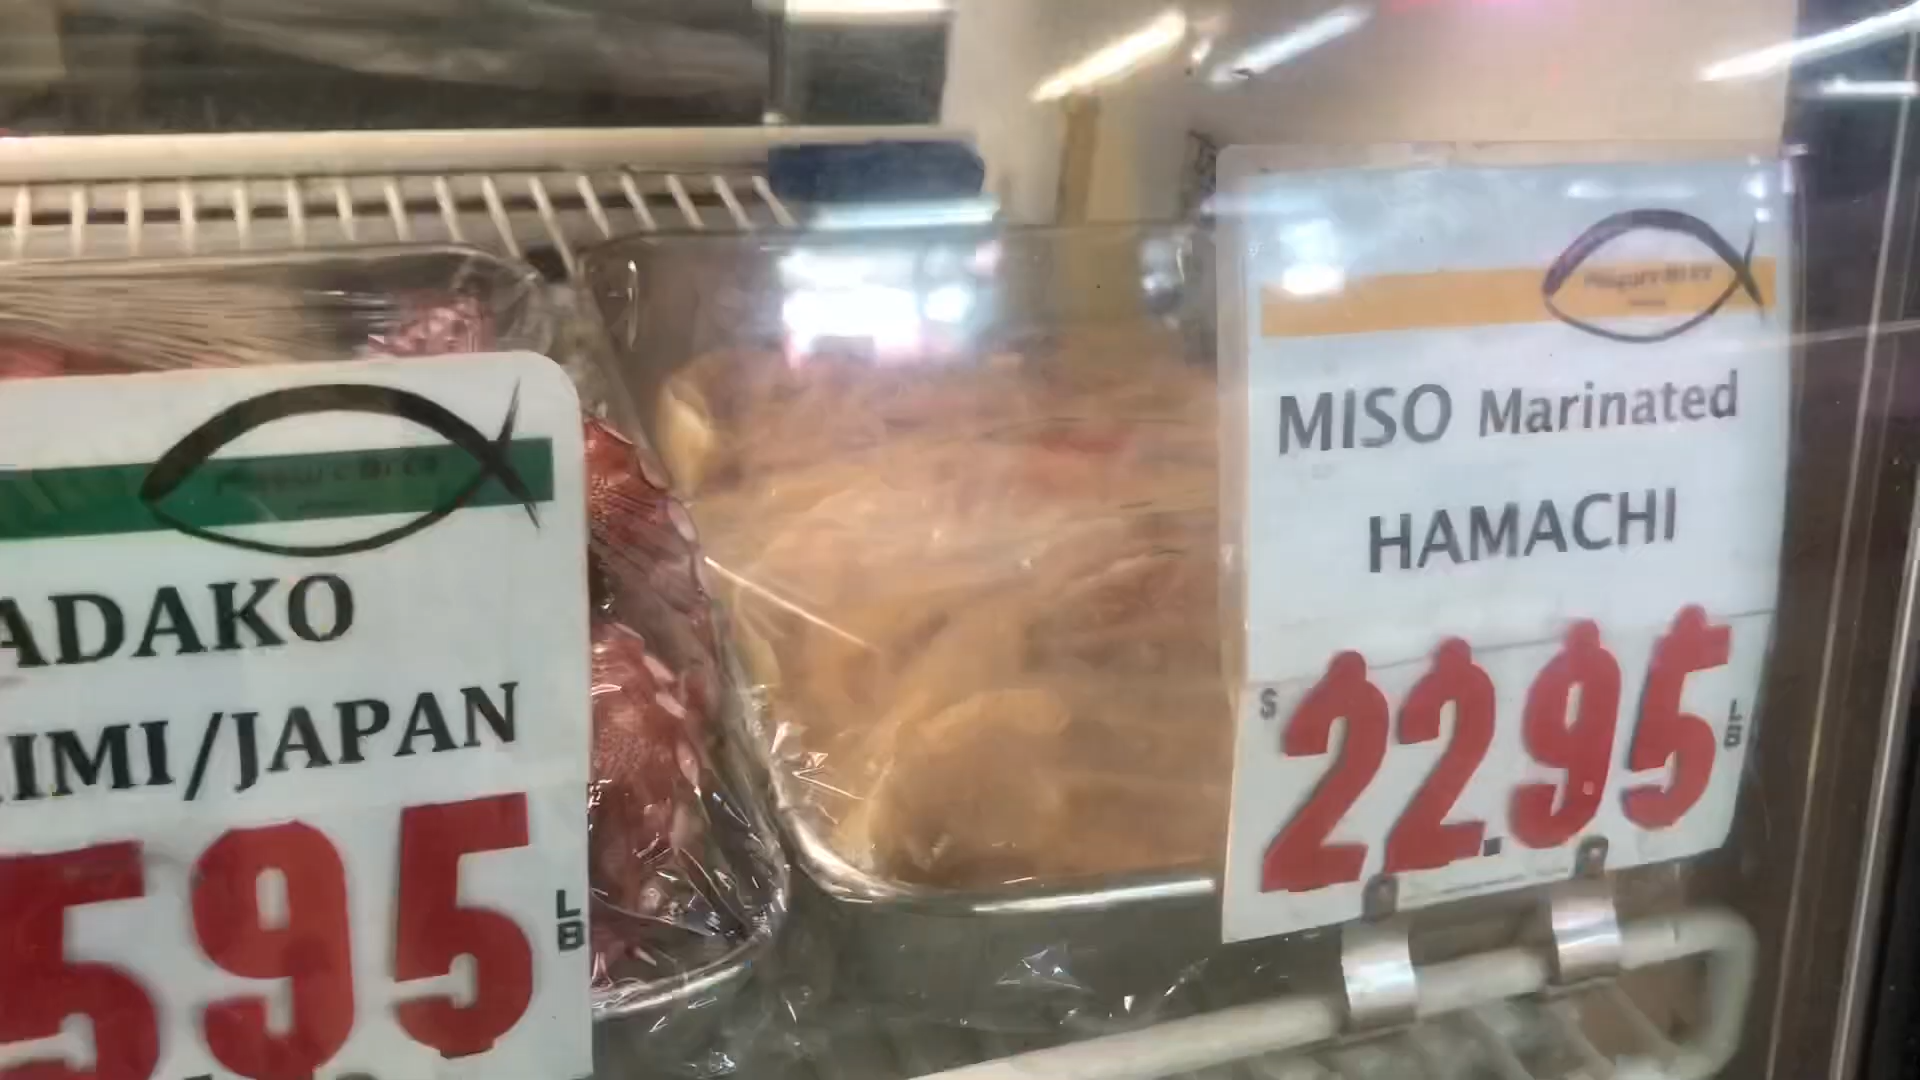 ADAKO
IMI/JAPAN
595
LB
MISO Marinated
HAMACHI
$22.95
LB